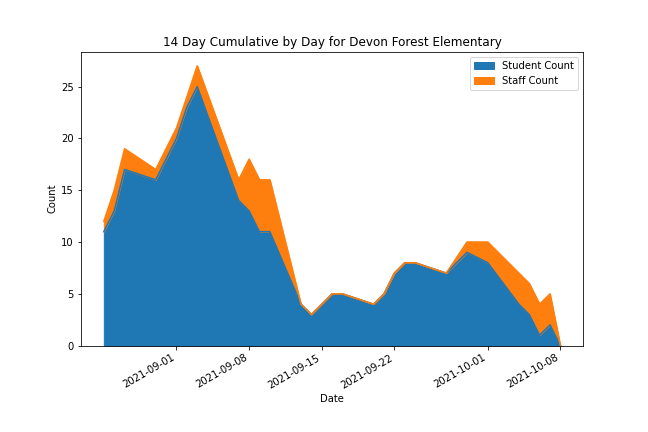 14 Day Cumulative by Day for Devon Forest Elementary
Student Count
Staff Count
Count
25
20
15
10
5
0
2021-09-01
2021-09-08
2021-09-15
2021-09-22
2021-10-01
2021-10-08
Date